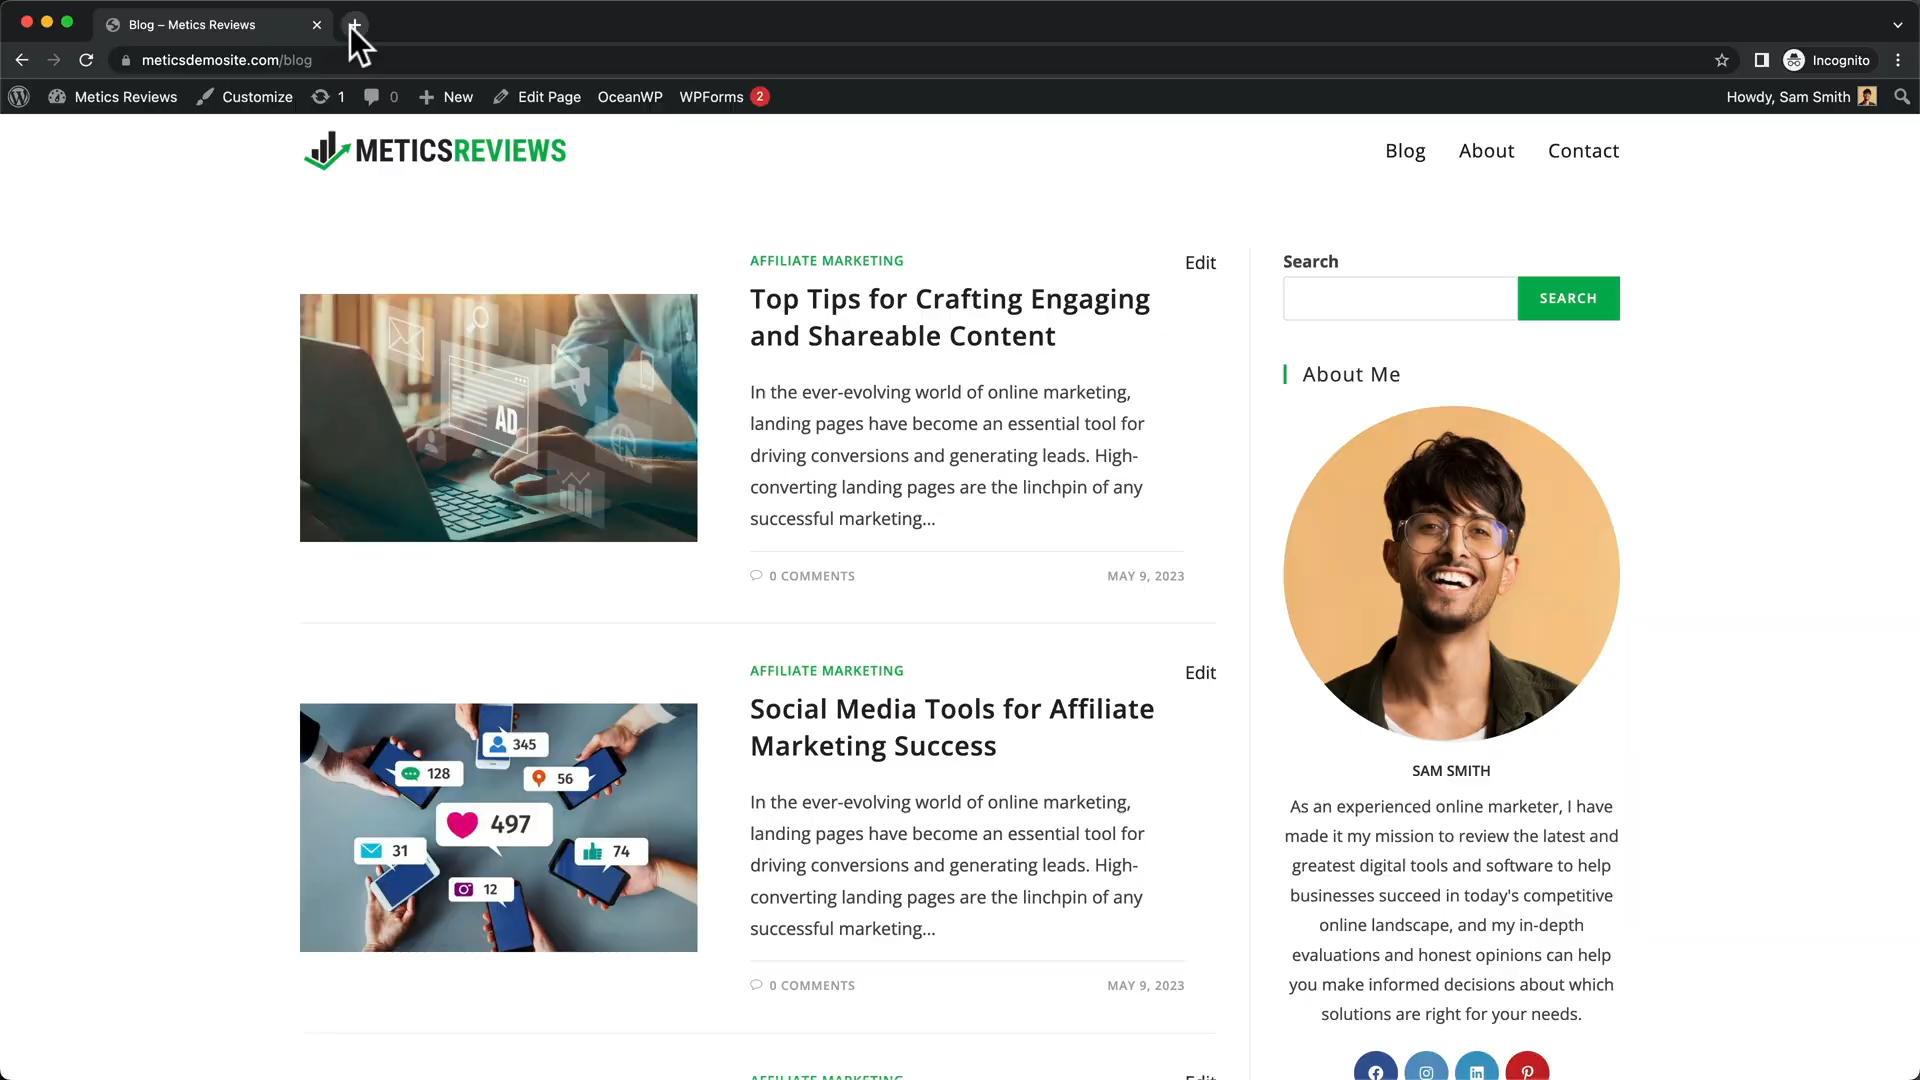 Blog – Metics Reviews
meticsdemosite.com/blog
Incognito
Metics Reviews
Customize
1
0
New
Edit Page
OceanWP
WPForms 2
Howdy, Sam Smith
METICSREVIEWS
Blog
About
Contact
AFFILIATE MARKETING
Edit
Top Tips for Crafting Engaging
and Shareable Content
In the ever-evolving world of online marketing,
landing pages have become an essential tool for
driving conversions and generating leads. High-
converting landing pages are the linchpin of any
successful marketing…
0 COMMENTS
MAY 9, 2023
AD
AFFILIATE MARKETING
Edit
Social Media Tools for Affiliate
Marketing Success
In the ever-evolving world of online marketing,
landing pages have become an essential tool for
driving conversions and generating leads. High-
converting landing pages are the linchpin of any
successful marketing…
0 COMMENTS
MAY 9, 2023
345
128
56
497
31
74
12
AFFILIATE MARKETING
Edit
Search
SEARCH
About Me
SAM SMITH
As an experienced online marketer, I have
made it my mission to review the latest and
greatest digital tools and software to help
businesses succeed in today's competitive
online landscape, and my in-depth
evaluations and honest opinions can help
you make informed decisions about which
solutions are right for your needs.